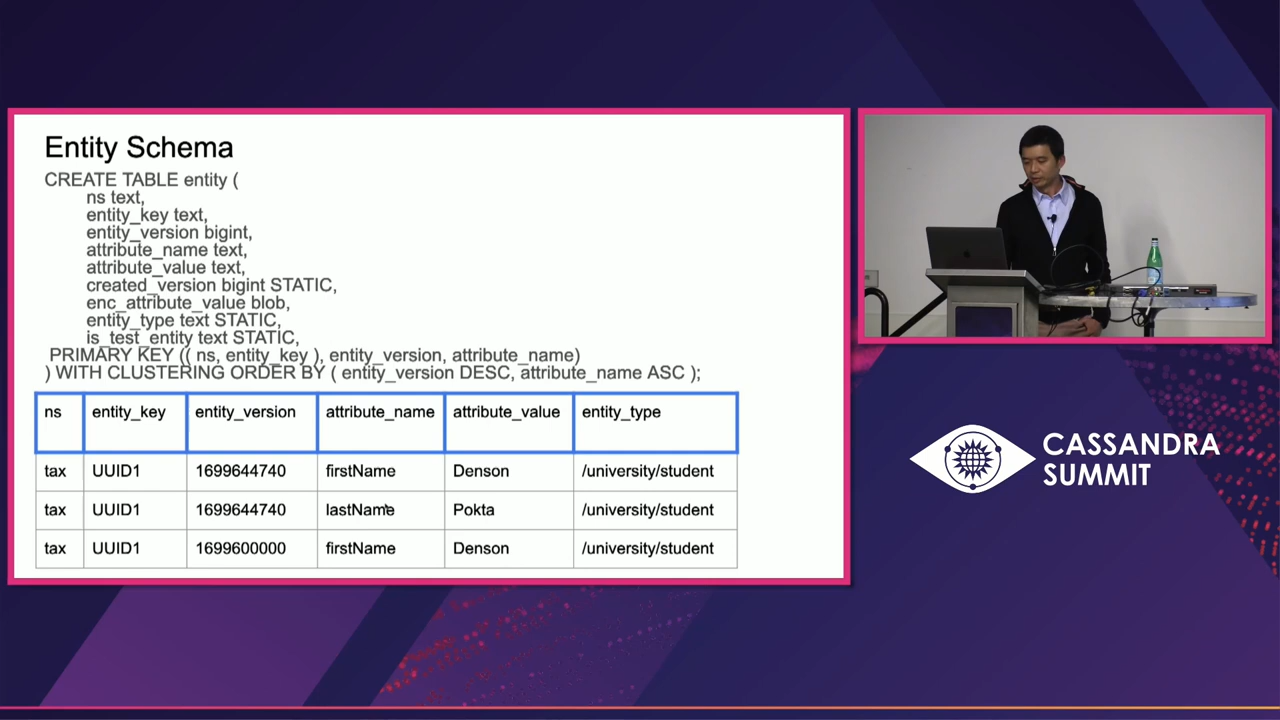 Entity Schema
CREATE TABLE entity (
ns text,
entity_key text,
entity_version bigint,
attribute_name text,
attribute_value text,
created_version bigint STATIC,
enc_attribute_value blob,
entity_type text STATIC,
is_test_entity text STATIC,
PRIMARY KEY (( ns, entity_key ), entity_version, attribute_name)
) WITH CLUSTERING ORDER BY ( entity_version DESC, attribute_name ASC );
ns entity_key entity_version attribute_name attribute_value entity_type
tax UUID1 1699644740 firstName Denson /university/student
tax UUID1 1699644740 lastName Pokta /university/student
tax UUID1 1699600000 firstName Denson /university/student
CASSANDRA
SUMMIT